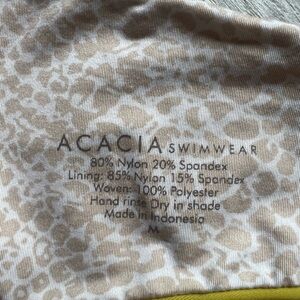 ACACIA SWIMWEAR
80% Nylon 20% Spandex
Lining: 85% Nylon 15% Spandex
Woven: 100% Polyester
Hand rinse Dry in shade
Made in Indonesia
M